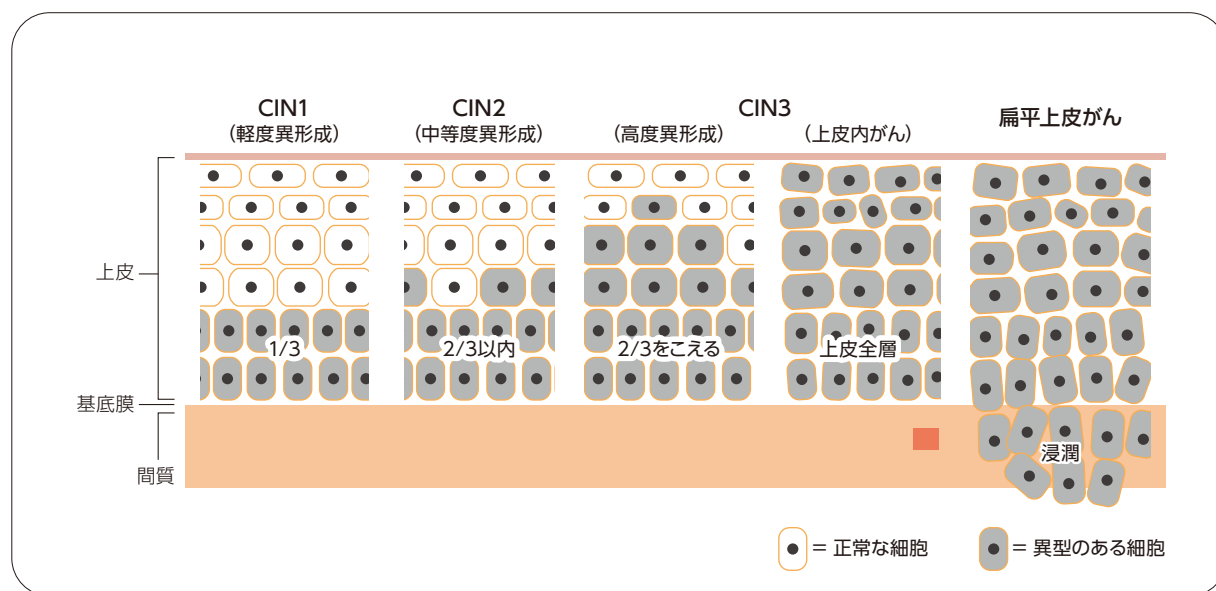 CIN1
（軽度異形成）
CIN2
（中等度異形成）
CIN3
（高度異形成）
（上皮内がん）
扁平上皮がん
上皮
基底膜
間質
1/3
2/3以内
2/3をこえる
上皮全層
浸潤
= 正常な細胞
= 異型のある細胞